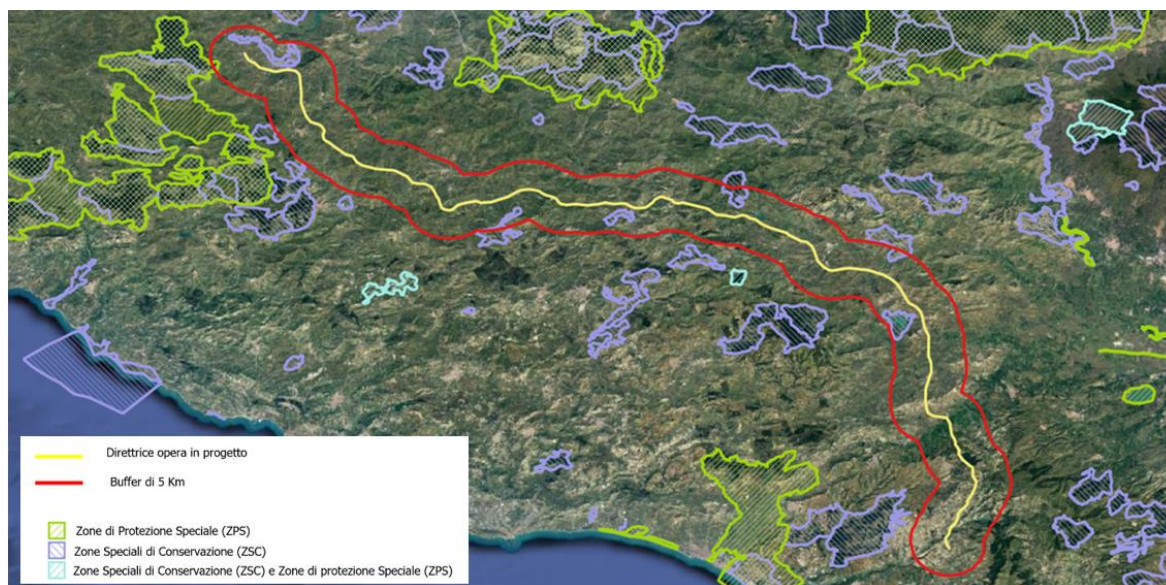 Direttrice opera in progetto
Buffer di 5 Km
Zone di Protezione Speciale (ZPS)
Zone Speciali di Conservazione (ZSC)
Zone Speciali di Conservazione (ZSC) e Zone di protezione Speciale (ZPS)